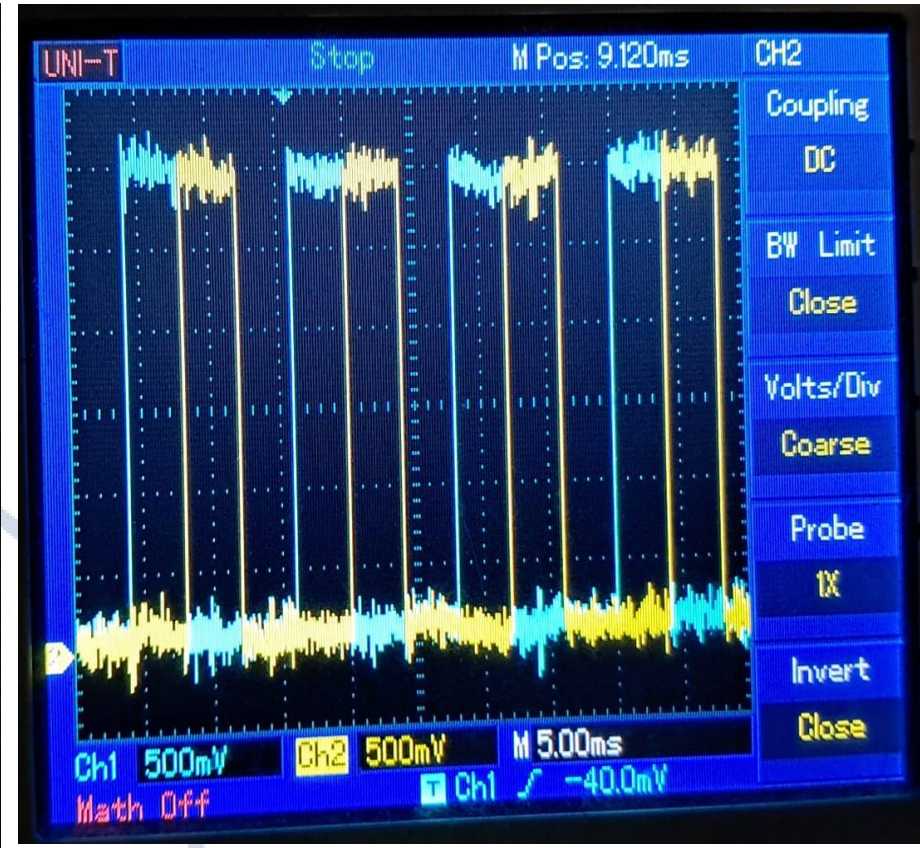 UNI-T Stop M Pos: 9.120ms CH2
Coupling
DC
BW Limit
Close
Volts/Div
Coarse
Probe
1X
Invert
Close
Ch1 500mV Ch2 500mV M 5.00ms
T Ch1 -40.0mV
Math Off